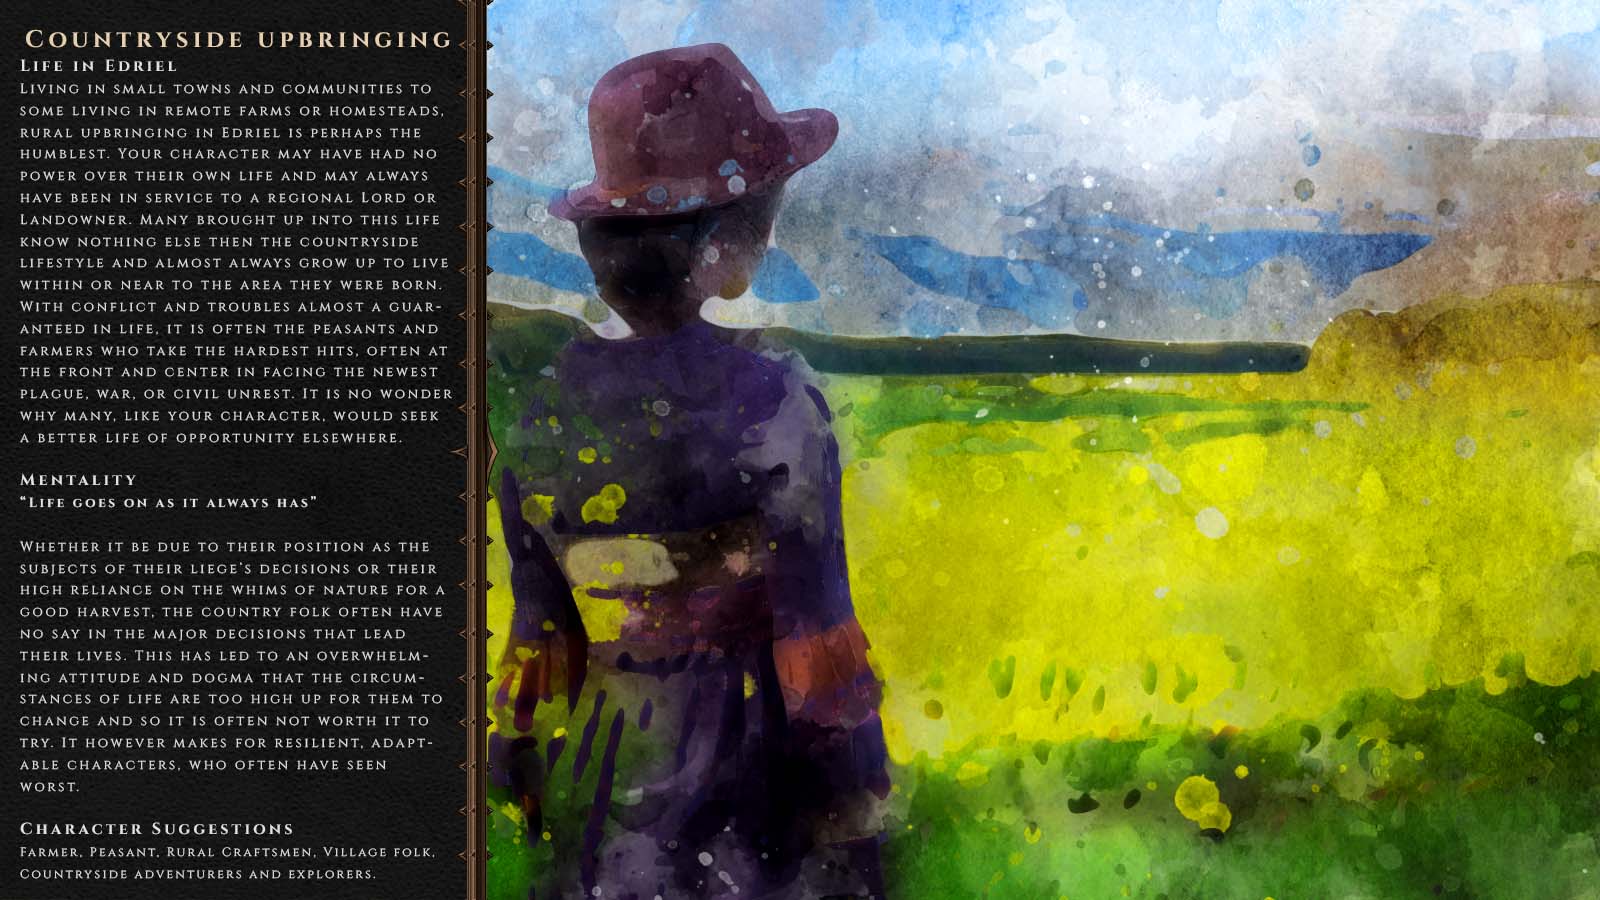 Countryside upbringing
Life in Edriel
Living in small towns and communities to
some living in remote farms or homesteads,
rural upbringing in Edriel is perhaps the
humblest. Your character may have had no
power over their own life and may always
have been in service to a regional Lord or
Landowner. Many brought up into this life
know nothing else then the countryside
lifestyle and almost always grow up to live
within or near to the area they were born.
With conflict and troubles almost a guar-
anteed in life, it is often the peasants and
farmers who take the hardest hits, often at
the front and center in facing the newest
plague, war, or civil unrest. It is no wonder
why many, like your character, would seek
a better life of opportunity elsewhere.
Mentality
“Life goes on as it always has”
Whether it be due to their position as the
subjects of their liege’s decisions or their
high reliance on the whims of nature for a
good harvest, the country folk often have
no say in the major decisions that lead
their lives. This has led to an overwhelm-
ing attitude and dogma that the circum-
stances of life are too high up for them to
change and so it is often not worth it to
try. It however makes for resilient, adapt-
able characters, who often have seen
worst.
Character Suggestions
Farmer, Peasant, Rural Craftsmen, Village folk,
Countryside adventurers and explorers.